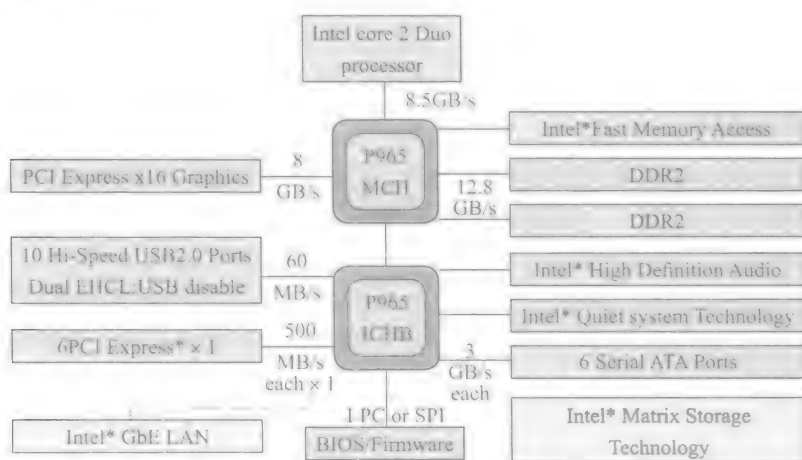 Intel core 2 Duo
processor
8.5GB/s
P965
MCH
Intel*Fast Memory Access
DDR2
12.8
GB/s
DDR2
8
GB/s
PCI Express x16 Graphics
10 Hi-Speed USB2.0 Ports
Dual EHCL:USB disable
60
MB/s
P965
ICHB
Intel* High Definition Audio
Intel* Quiet system Technology
6PCI Express* × 1
500
MB/s
each × 1
3
GB/s
each
6 Serial ATA Ports
Intel* GbE LAN
I PC or SPI
BIOS/Firmware
Intel* Matrix Storage
Technology